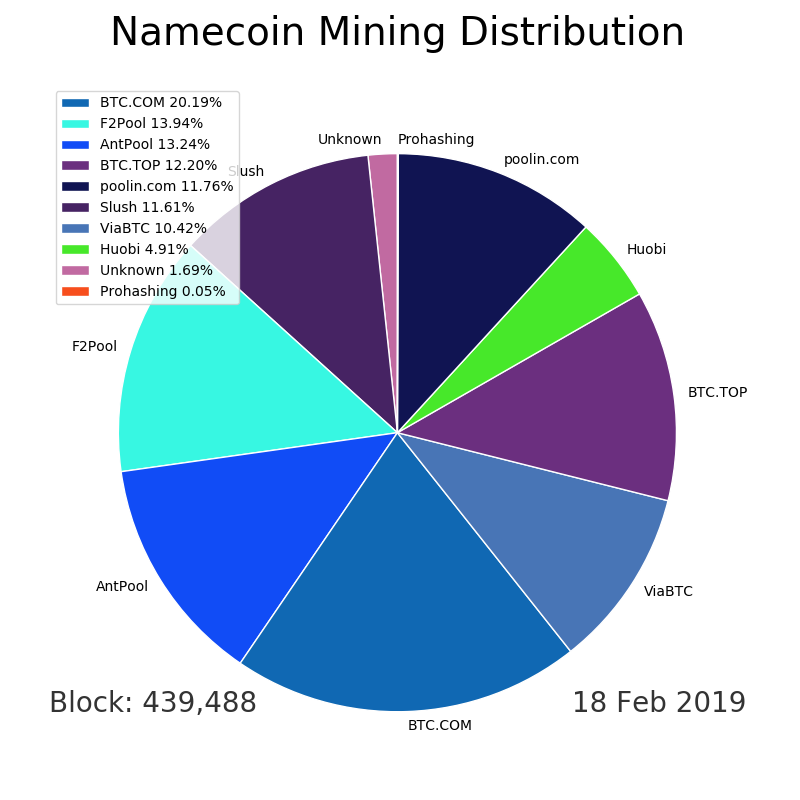 Namecoin Mining Distribution
BTC.COM 20.19%
F2Pool 13.94%
AntPool 13.24%
BTC.TOP 12.20%
poolin.com 11.76%
Slush 11.61%
ViaBTC 10.42%
Huobi 4.91%
Unknown 1.69%
Prohashing 0.05%
Unknown
Prohashing
poolin.com
Slush
Huobi
F2Pool
BTC.TOP
AntPool
ViaBTC
BTC.COM
Block: 439,488
18 Feb 2019